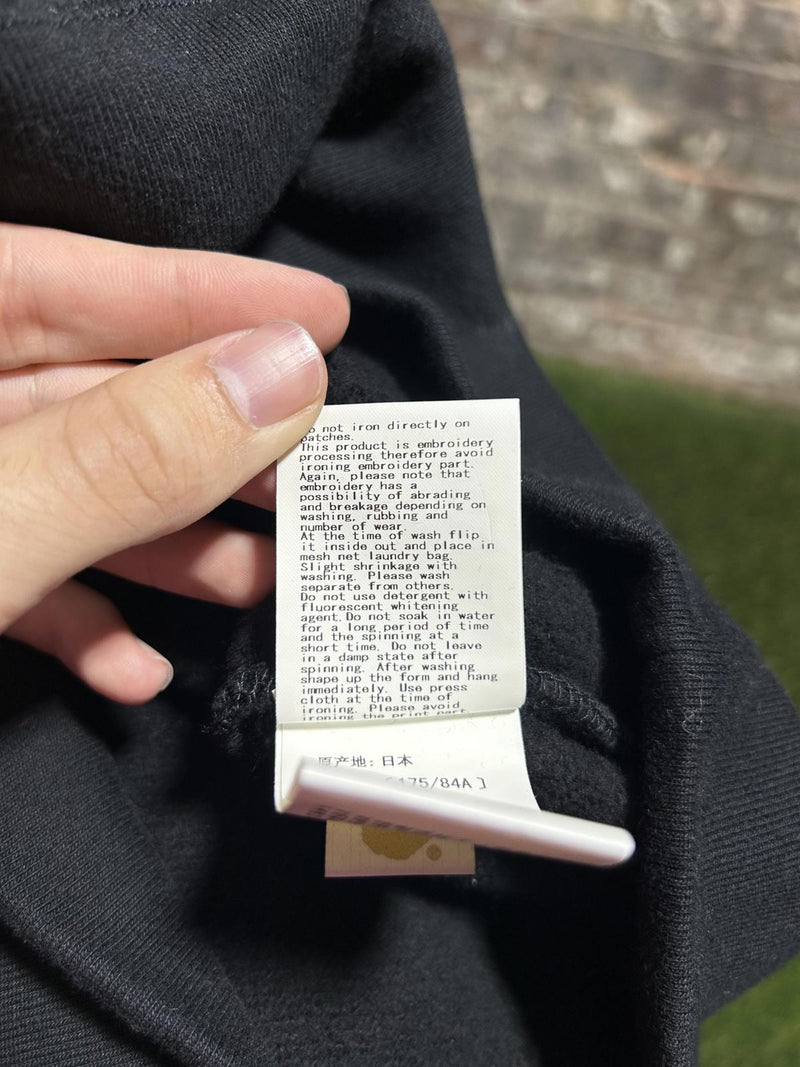 not iron directly on
patches.
This product is embroidery
processing therefore avoid
ironing embroidery part.
Again, please note that
embroidery has a
possibility of abrading
and breakage depending on
washing, rubbing and
number of wear.
At the time of wash flip
it inside out and place in
mesh net laundry bag.
Slight shrinkage with
washing. Please wash
separate from others.
Do not use detergent with
fluorescent whitening
agent.Do not soak in water
for a long period of time
and the spinning at a
short time. Do not leave
in a damp state after
spinning. After washing
shape up the form and hang
immediately. Use press
cloth at the time of
ironing. Please avoid
ironing the print part
原产地: 日本
175/84A]